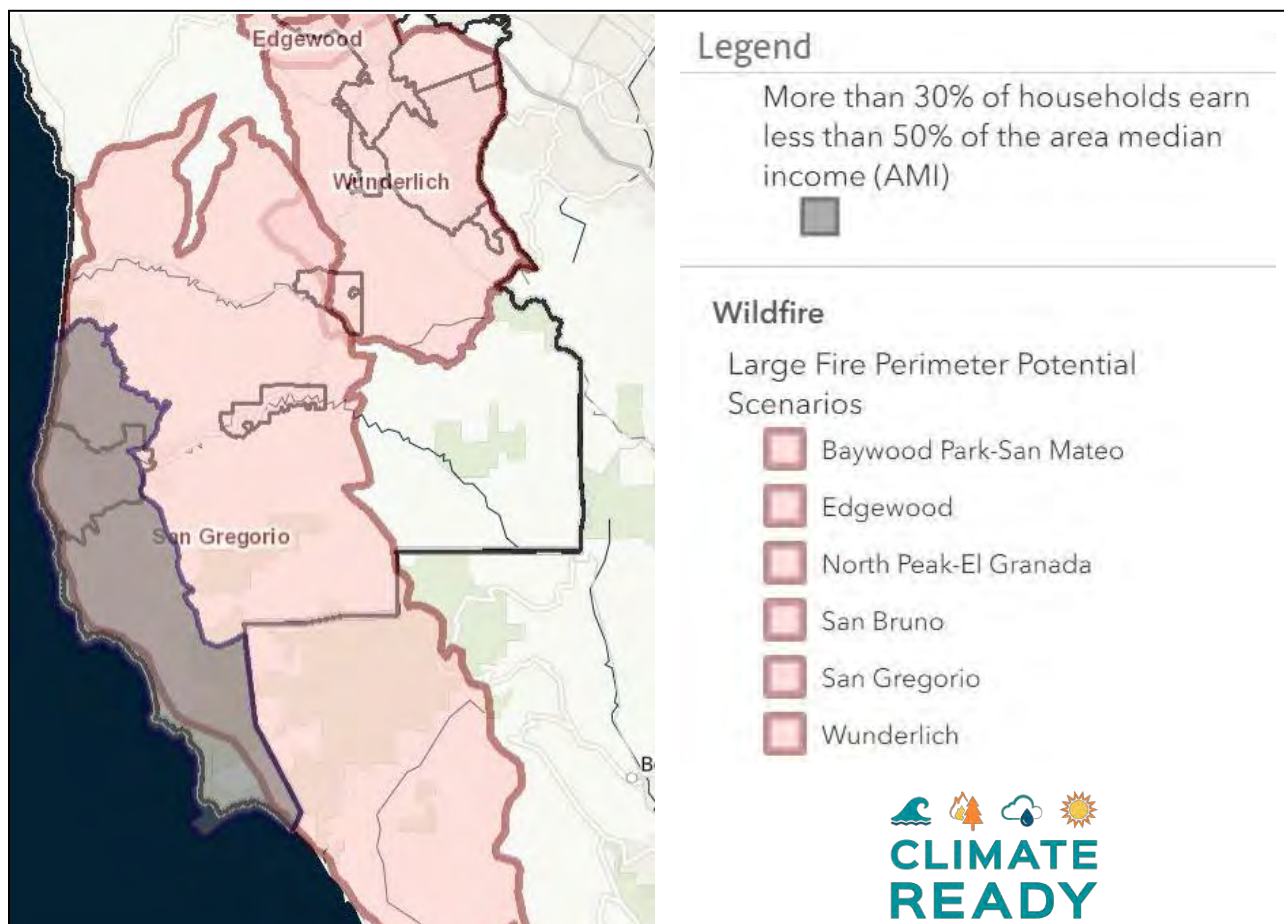 Edgewood
Wunderlich
San Gregorio
Legend
More than 30% of households earn
less than 50% of the area median
income (AMI)
Wildfire
Large Fire Perimeter Potential
Scenarios
Baywood Park-San Mateo
Edgewood
North Peak-El Granada
San Bruno
San Gregorio
Wunderlich
CLIMATE
READY